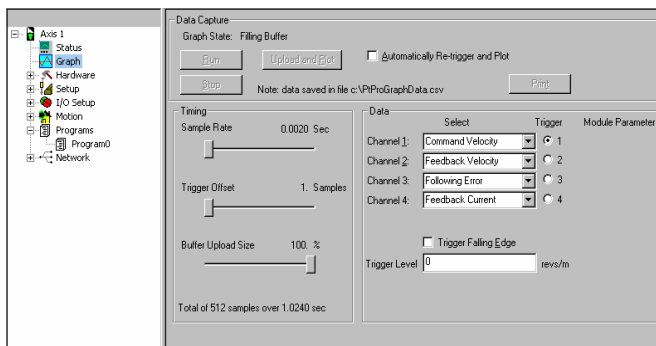 Axis 1
Status
Graph
Hardware
Setup
I/O Setup
Motion
Programs
Program0
Network
Data Capture
Graph State: Filling Buffer
Run
Upload and Plot
Automatically Re-trigger and Plot
Stop
Note: data saved in file c:\PtProGraphData.csv
Print
Timing
Sample Rate 0.0020 Sec
Trigger Offset 1. Samples
Buffer Upload Size 100. %
Total of 512 samples over 1.0240 sec
Data
Select Trigger Module Parameter
Channel 1: Command Velocity 1
Channel 2: Feedback Velocity 2
Channel 3: Following Error 3
Channel 4: Feedback Current 4
Trigger Falling Edge
Trigger Level 0 revs/m